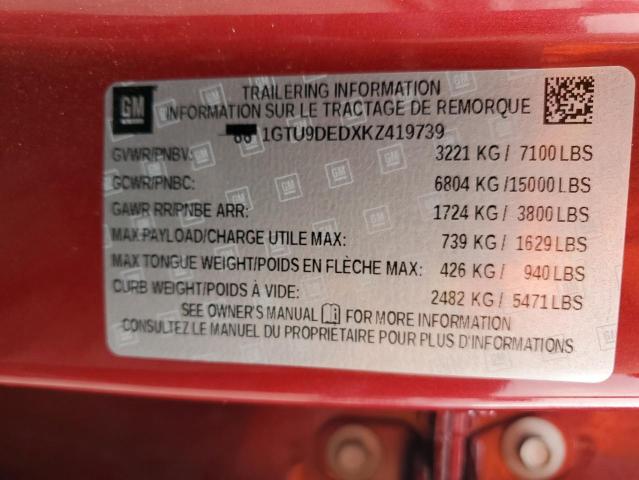 GM
TRAILERING INFORMATION
INFORMATION SUR LE TRACTAGE DE REMORQUE
1GTU9DEDXKZ419739
GVWR/PNBV: 3221 KG / 7100 LBS
GCWR/PNBC: 6804 KG /15000 LBS
GAWR RR/PNBE ARR: 1724 KG / 3800 LBS
MAX PAYLOAD/CHARGE UTILE MAX: 739 KG / 1629 LBS
MAX TONGUE WEIGHT/POIDS EN FLÈCHE MAX: 426 KG / 940 LBS
CURB WEIGHT/POIDS À VIDE: 2482 KG / 5471 LBS
SEE OWNER'S MANUAL FOR MORE INFORMATION
CONSULTEZ LE MANUEL DU PROPRIETAIRE POUR PLUS D'INFORMATIONS